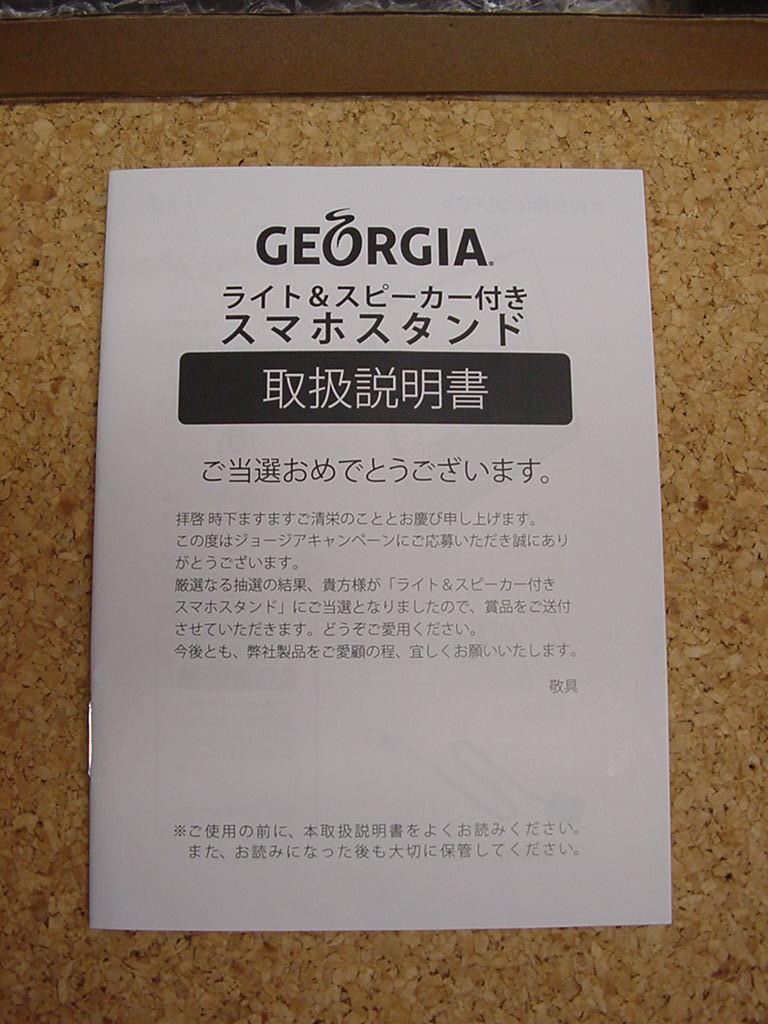 GEORGIA
ライト＆スピーカー付き
スマホスタンド
取扱説明書
ご当選おめでとうございます。
拝啓 時下ますますご清栄のこととお慶び申し上げます。
この度はジョージアキャンペーンにご応募いただき誠にあり
がとうございます。
厳選なる抽選の結果、貴方様が「ライト＆スピーカー付き
スマホスタンド」にご当選となりましたので、賞品をご送付
させていただきます。どうぞご愛用ください。
今後とも、弊社製品をご愛顧の程、宜しくお願いいたします。
敬具
※ご使用の前に、本取扱説明書をよくお読みください。
また、お読みになった後も大切に保管してください。